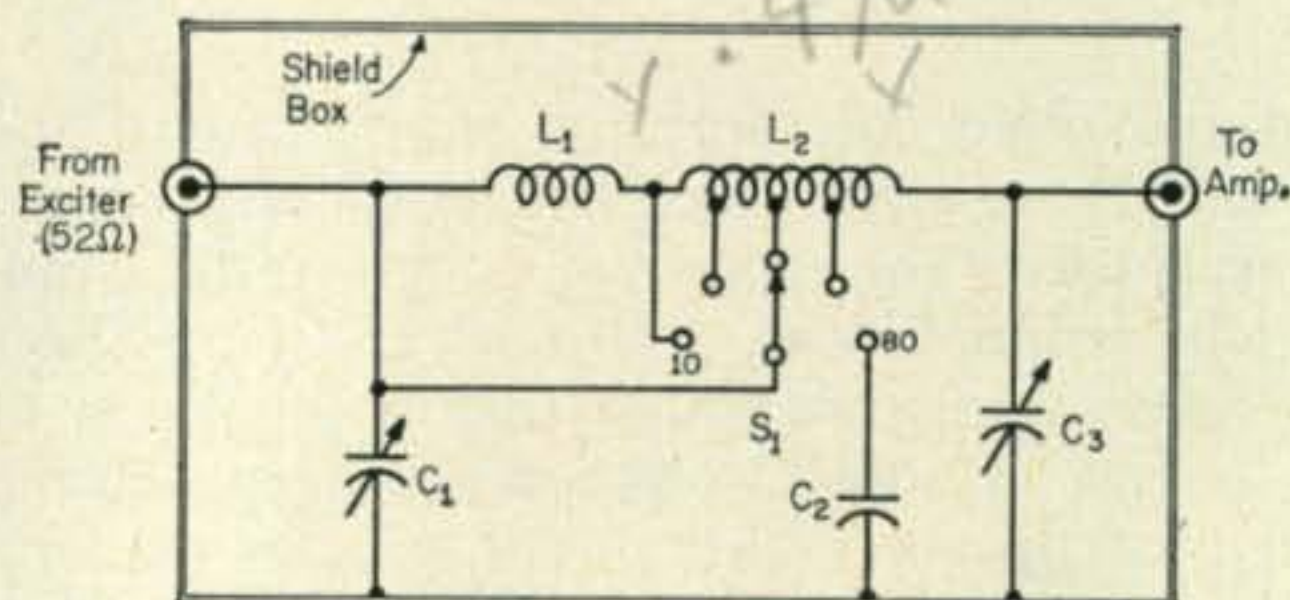 Shield
Box
L1
L2
From
Exciter
(52Ω)
To
Amp.
10
80
S1
C1
C2
C3